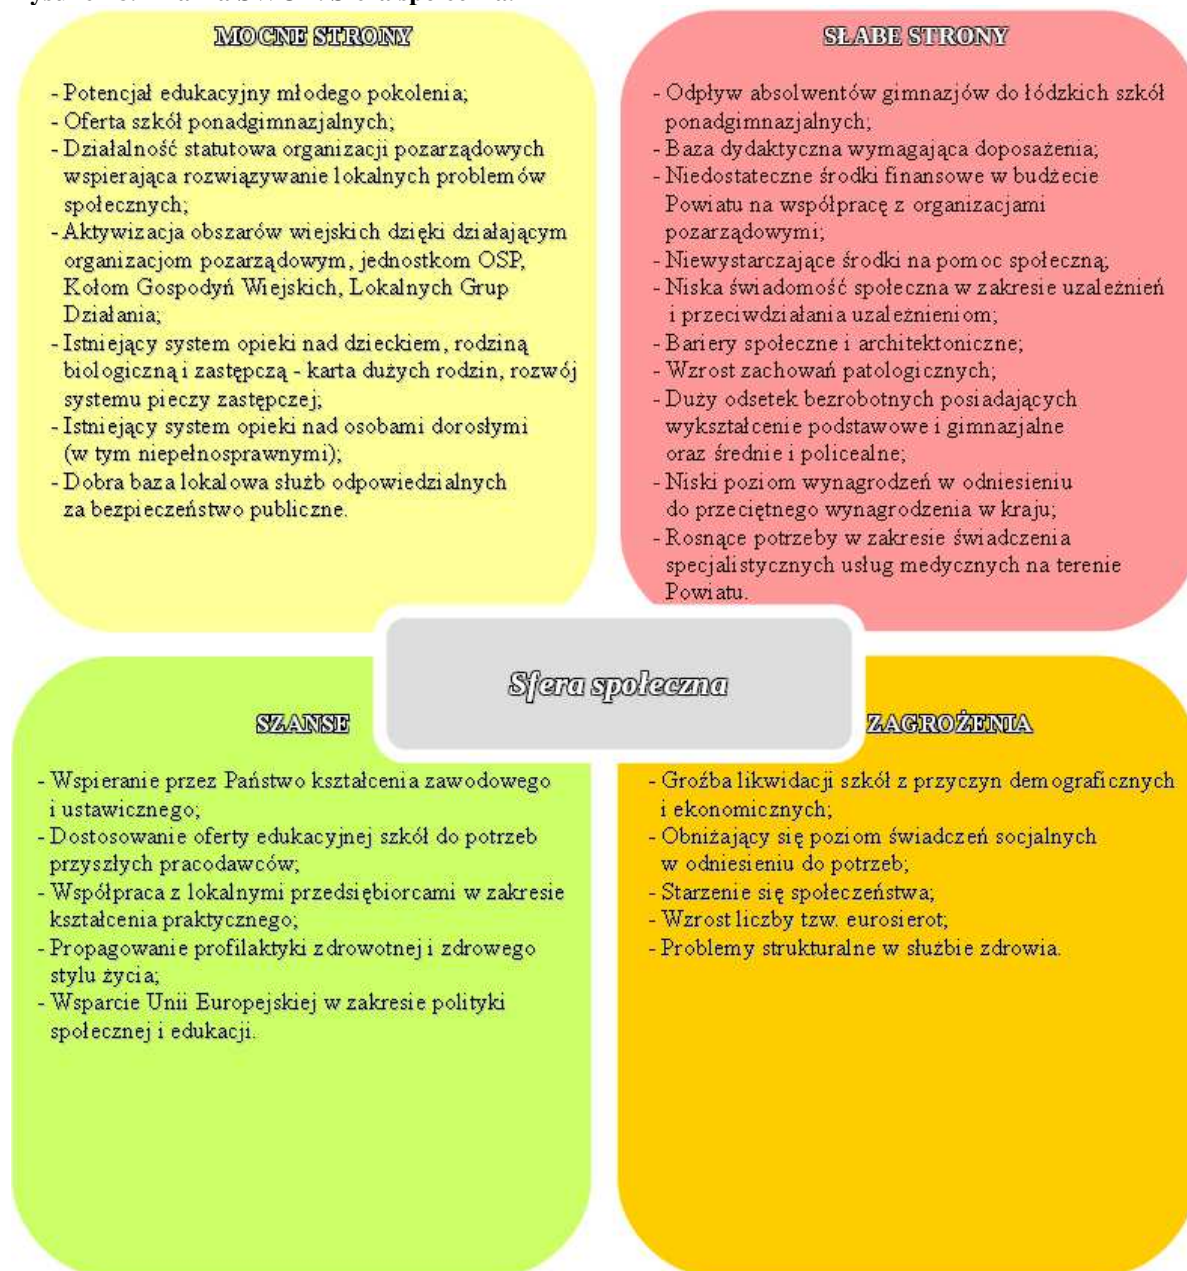 MOCNE STRONY
- Potencjał edukacyjny młodego pokolenia;
- Oferta szkół ponadgimnazjalnych;
- Działalność statutowa organizacji pozarządowych
wspierająca rozwiązywanie lokalnych problemów
społecznych;
- Aktywizacja obszarów wiejskich dzięki działającym
organizacjom pozarządowym, jednostkom OSP,
Kołom Gospodyń Wiejskich, Lokalnych Grup
Działania;
- Istniejący system opieki nad dzieckiem, rodziną
biologiczną i zastępczą - karta dużych rodzin, rozwój
systemu pieczy zastępczej;
- Istniejący system opieki nad osobami dorosłymi
(w tym niepełnosprawnymi);
- Dobra baza lokalowa służb odpowiedzialnych
za bezpieczeństwo publiczne.
SŁABE STRONY
- Odpływ absolwentów gimnazjów do łódzkich szkół
ponadgimnazjalnych;
- Baza dydaktyczna wymagająca doposażenia;
- Niedostateczne środki finansowe w budżecie
Powiatu na współpracę z organizacjami
pozarządowymi;
- Niewystarczające środki na pomoc społeczną;
- Niska świadomość społeczna w zakresie uzależnień
i przeciwdziałania uzależnieniom;
- Bariery społeczne i architektoniczne;
- Wzrost zachowań patologicznych;
- Duży odsetek bezrobotnych posiadających
wykształcenie podstawowe i gimnazjalne
oraz średnie i policealne;
- Niski poziom wynagrodzeń w odniesieniu
do przeciętnego wynagrodzenia w kraju;
- Rosnące potrzeby w zakresie świadczenia
specjalistycznych usług medycznych na terenie
Powiatu.
Sfera społeczna
SZANSE
- Wspieranie przez Państwo kształcenia zawodowego
i ustawicznego;
- Dostosowanie oferty edukacyjnej szkół do potrzeb
przyszłych pracodawców;
- Współpraca z lokalnymi przedsiębiorcami w zakresie
kształcenia praktycznego;
- Propagowanie profilaktyki zdrowotnej i zdrowego
stylu życia;
- Wsparcie Unii Europejskiej w zakresie polityki
społecznej i edukacji.
ZAGROŻENIA
- Groźba likwidacji szkół z przyczyn demograficznych
i ekonomicznych;
- Obniżający się poziom świadczeń socjalnych
w odniesieniu do potrzeb;
- Starzenie się społeczeństwa;
- Wzrost liczby tzw. eurosierot;
- Problemy strukturalne w służbie zdrowia.